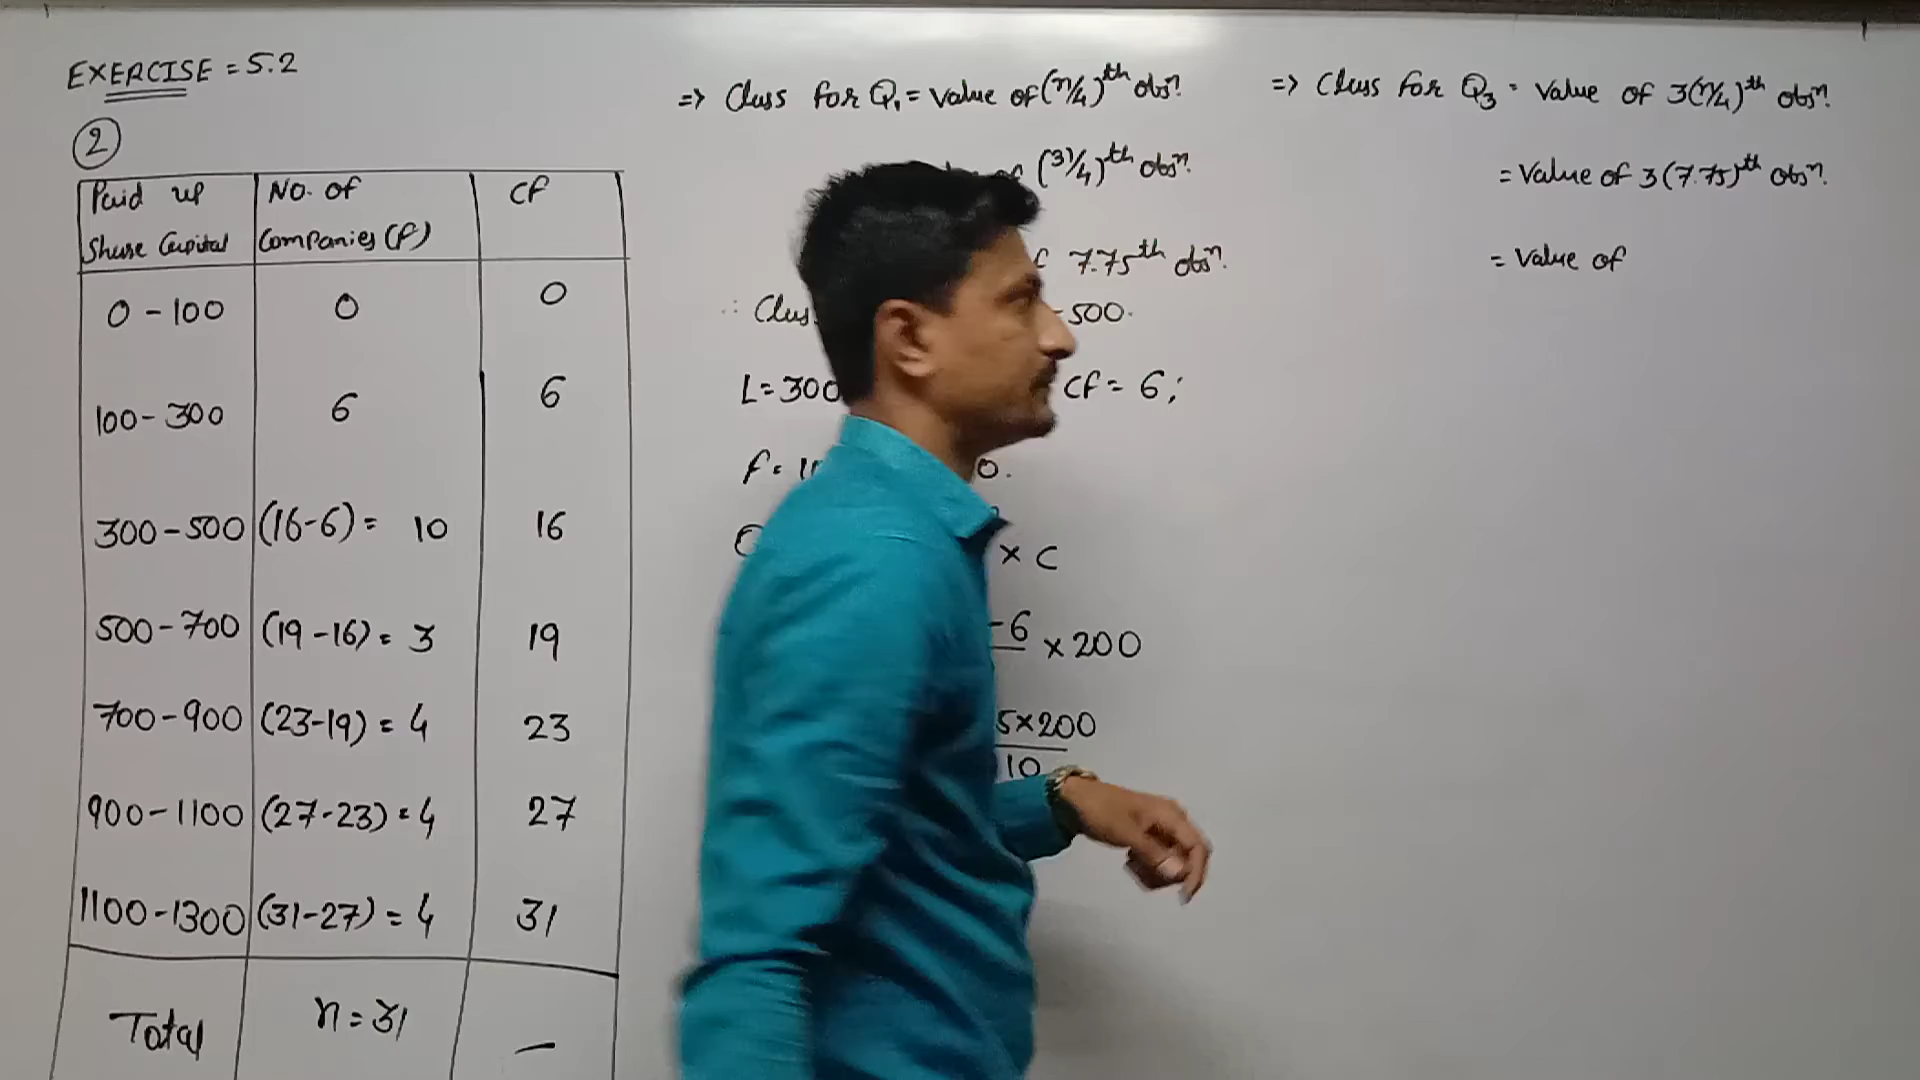 EXERCISE = 5.2
2
Paid up Share Capital | No. of Companies (f) | cf
0 - 100 | 0 | 0
100 - 300 | 6 | 6
300 - 500 | (16-6) = 10 | 16
500 - 700 | (19 - 16) = 3 | 19
700 - 900 | (23-19) = 4 | 23
900 - 1100 | (27-23) = 4 | 27
1100 - 1300 | (31-27) = 4 | 31
Total | n = 31 | —
=> Class for Q₁ = Value of (n/4)th obsn.
(31/4)th obsn.
7.75th obsn.
∴ Clas - 500.
L = 300 cf = 6;
f = 1 0.
× C
-6 × 200
5×200
10
=> Class for Q₃ = Value of 3(n/4)th obsn.
= Value of 3(7.75)th obsn.
= Value of